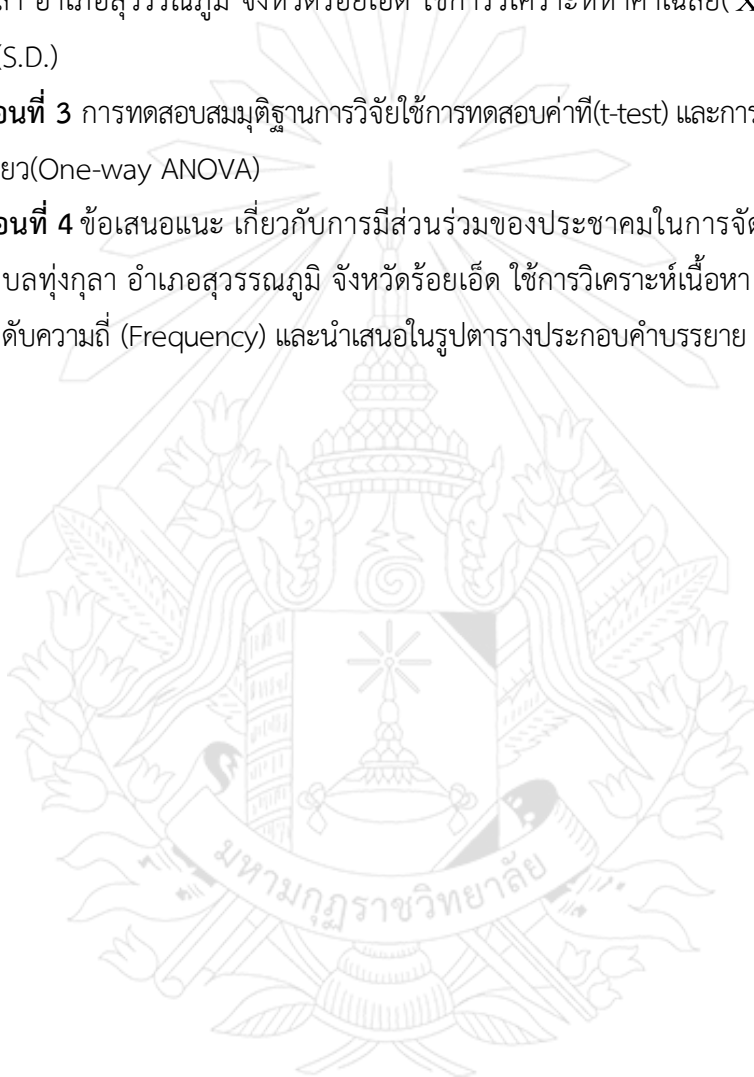 อำเภอสุวรรณภูมิ จังหวัดร้อยเอ็ด ใช้การวิเคราะห์หาค่าเฉลี่ย( X
(S.D.)
อนที่ 3 การทดสอบสมมุติฐานการวิจัยใช้การทดสอบค่าที(t-test) และการ
ยว(One-way ANOVA)
อนที่ 4 ข้อเสนอแนะ เกี่ยวกับการมีส่วนร่วมของประชาคมในการจัด
บลทุ่งกุลา อำเภอสุวรรณภูมิ จังหวัดร้อยเอ็ด ใช้การวิเคราะห์เนื้อหา
ดับความถี่ (Frequency) และนำเสนอในรูปตารางประกอบคำบรรยาย
มหามกุฏราชวิทยาลัย